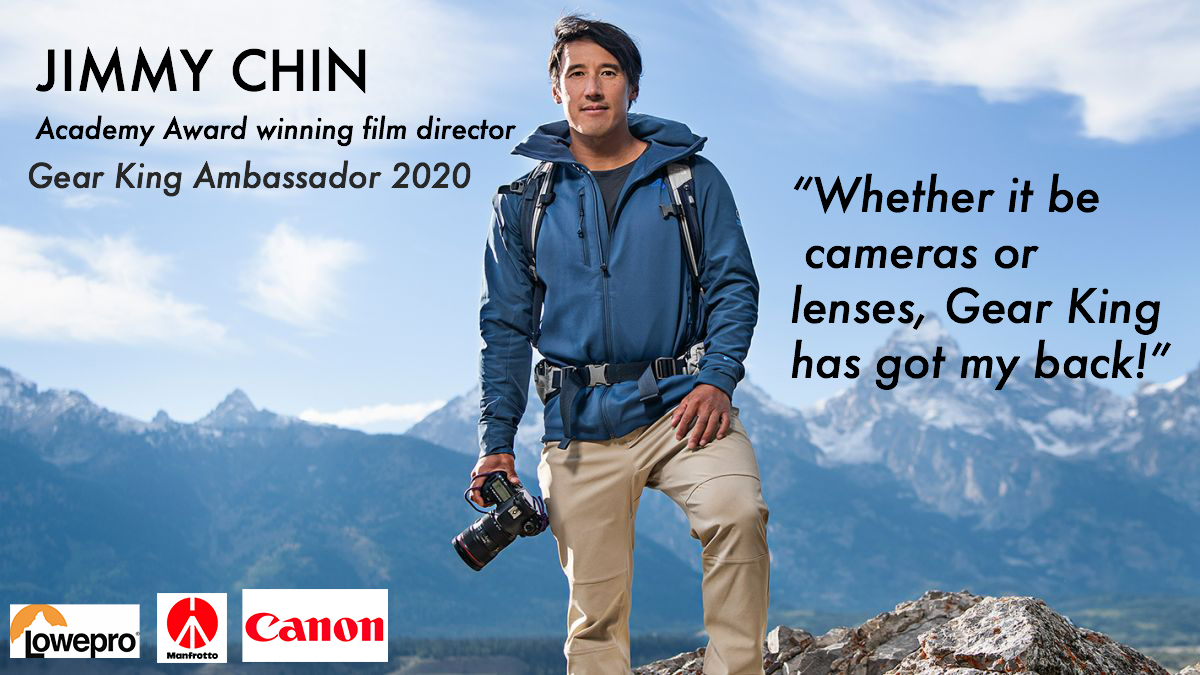 JIMMY CHIN
Academy Award winning film director
Gear King Ambassador 2020
“Whether it be
cameras or
lenses, Gear King
has got my back!”
Lowepro
Manfrotto
Canon